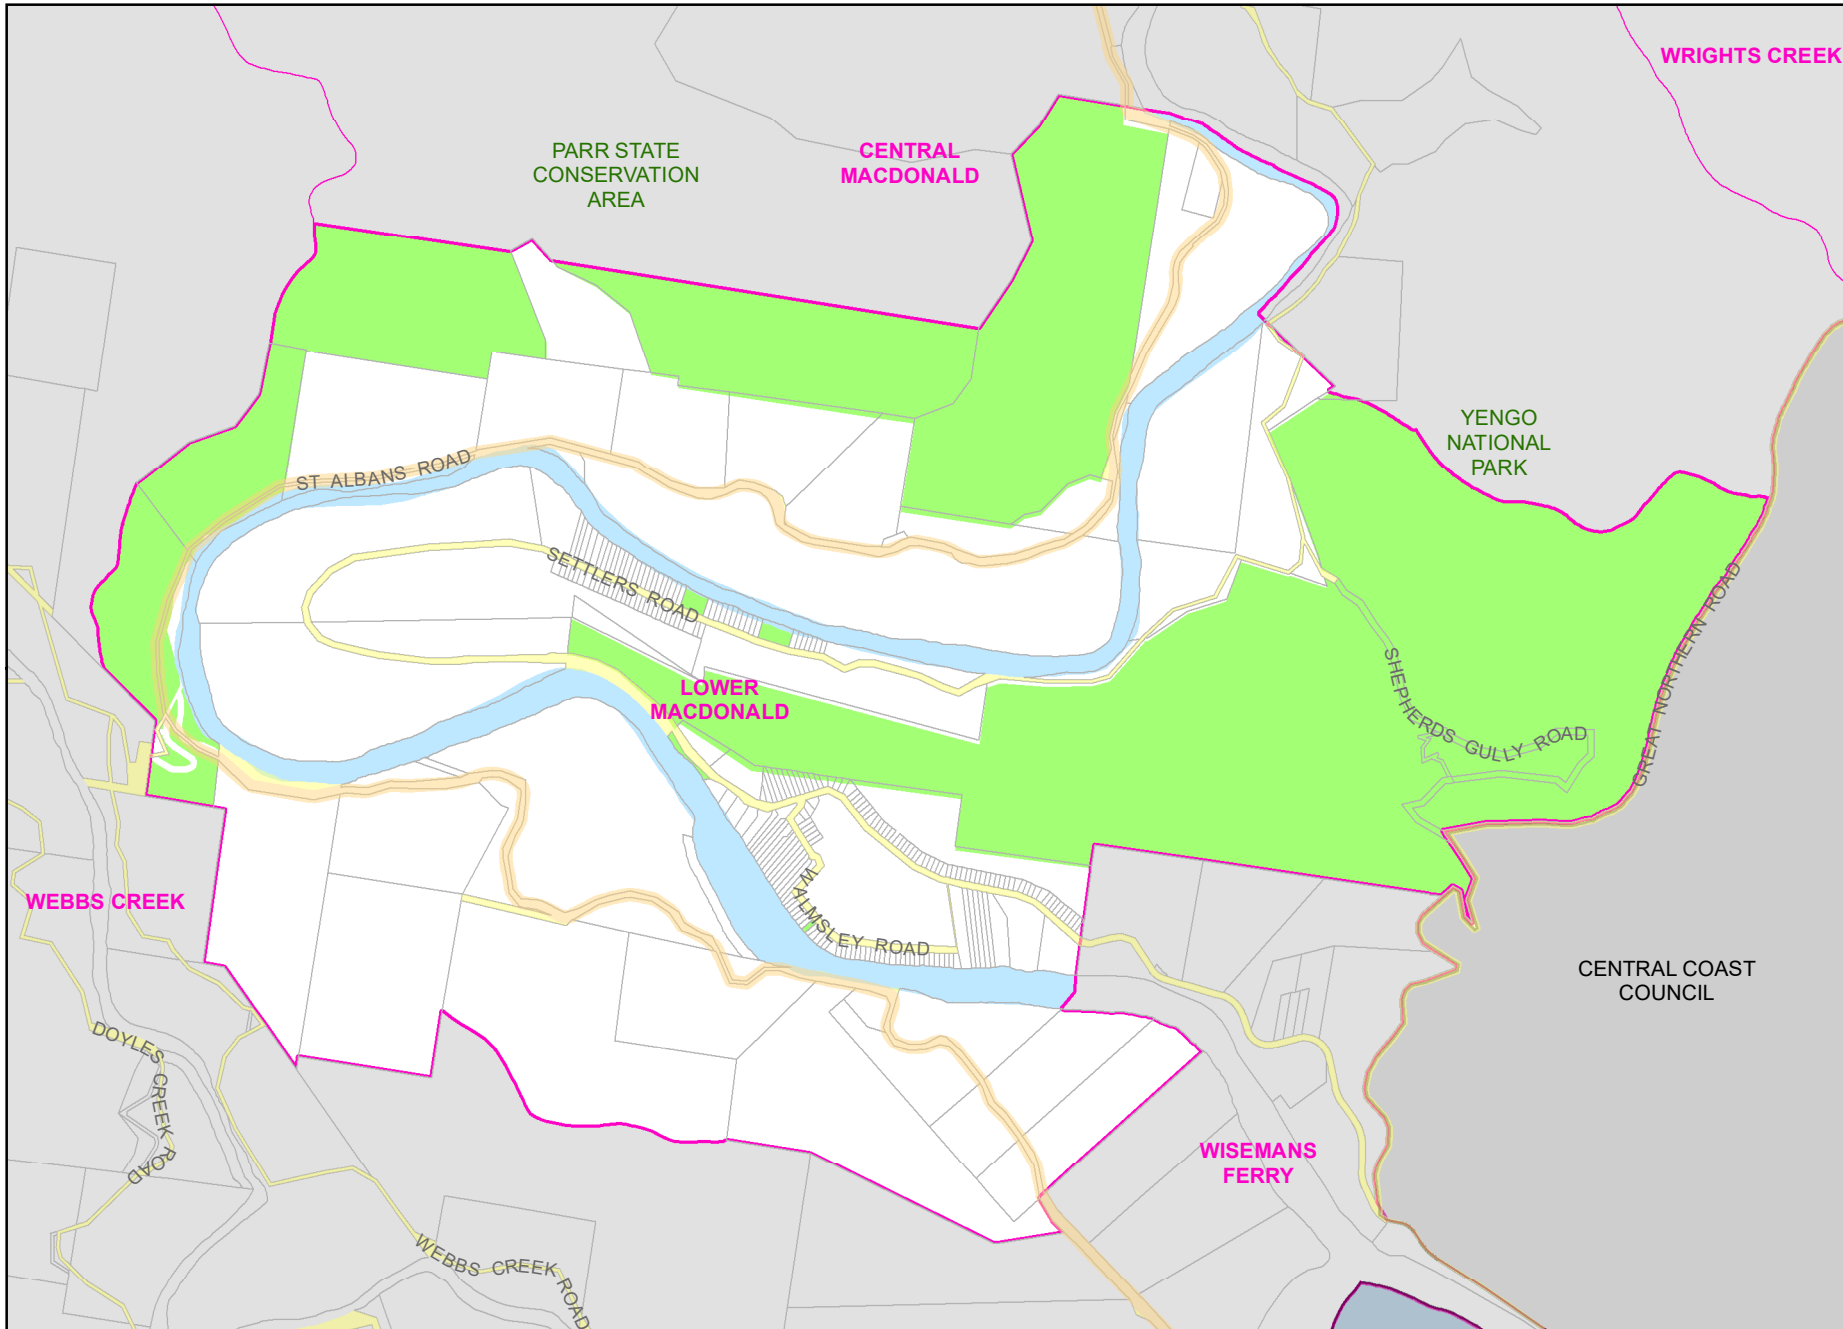 WRIGHTS CREEK
PARR STATE
CONSERVATION
AREA
CENTRAL
MACDONALD
YENGO
NATIONAL
PARK
ST ALBANS ROAD
SETTLERS ROAD
LOWER
MACDONALD
SHEPHERDS GULLY ROAD
GREAT NORTHERN ROAD
WEBBS CREEK
WALMSLEY ROAD
CENTRAL COAST
COUNCIL
DOYLES CREEK ROAD
WISEMANS
FERRY
WEBBS CREEK ROAD